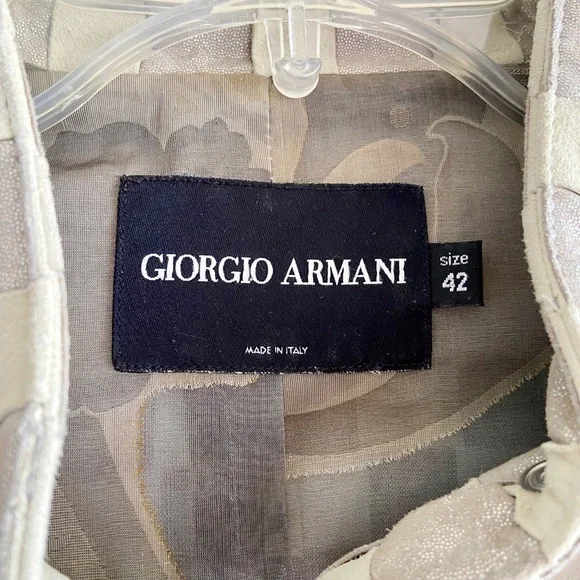 GIORGIO ARMANI
MADE IN ITALY
size
42